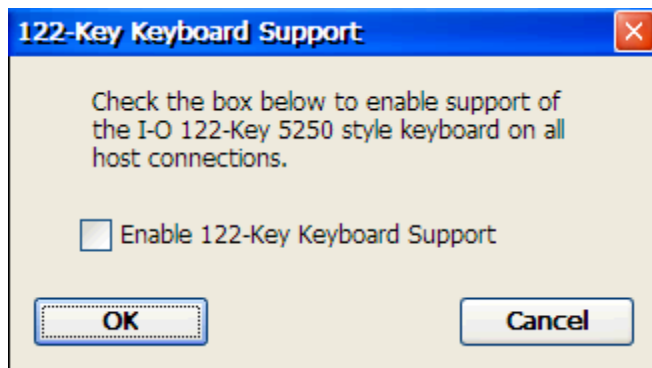 122-Key Keyboard Support
Check the box below to enable support of
the I-O 122-Key 5250 style keyboard on all
host connections.
Enable 122-Key Keyboard Support
OK
Cancel